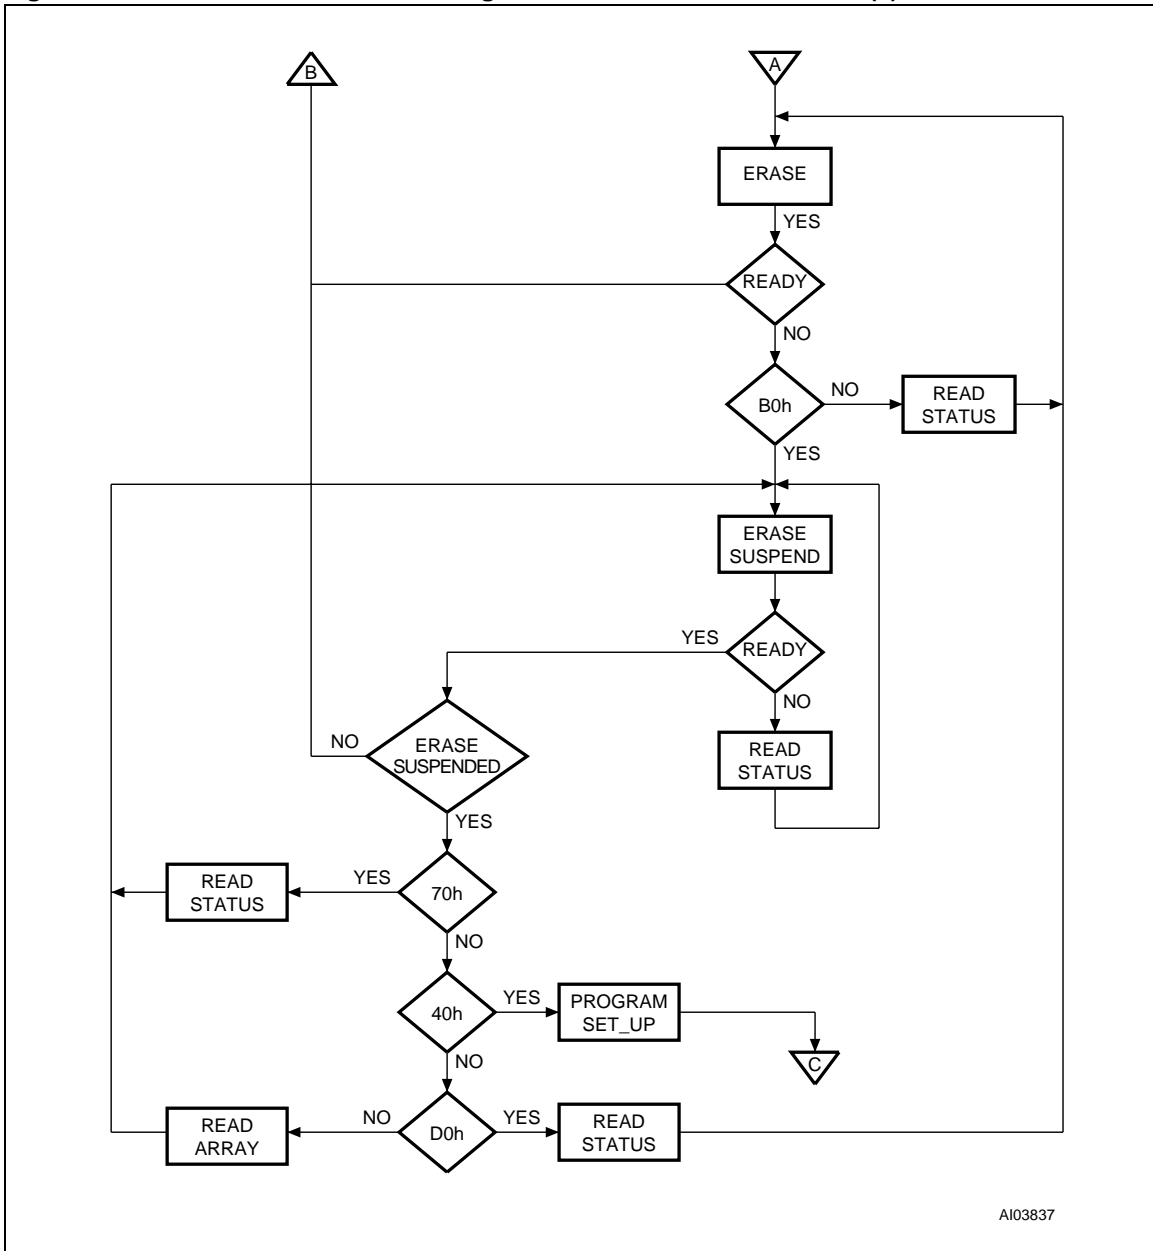 B
A
ERASE
YES
READY
NO
B0h
NO
READ
STATUS
YES
ERASE
SUSPEND
YES
READY
NO
NO
ERASE
SUSPENDED
READ
STATUS
YES
READ
STATUS
YES
70h
NO
40h
YES
PROGRAM
SET_UP
NO
C
READ
ARRAY
NO
D0h
YES
READ
STATUS
AI03837